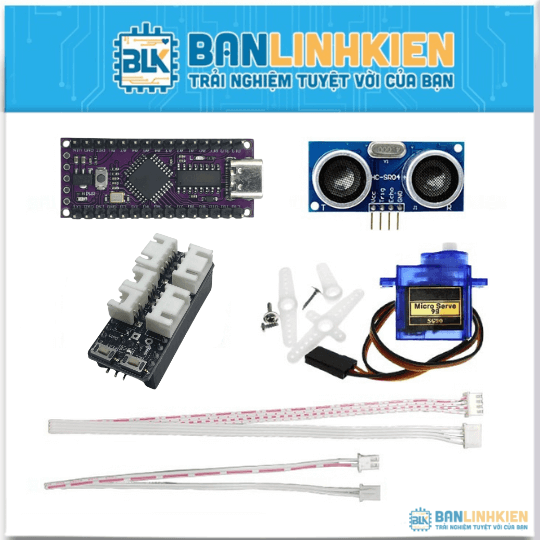 BLK
BANLINHKIEN
TRẢI NGHIỆM TUYỆT VỜI CỦA BẠN
HC-SR04
T
Vcc
Trig
Echo
GND
R
Micro Servo
9g
SG90
BLK
BANLINHKIEN
TRẢI NGHIỆM TUYỆT VỜI CỦA BẠN